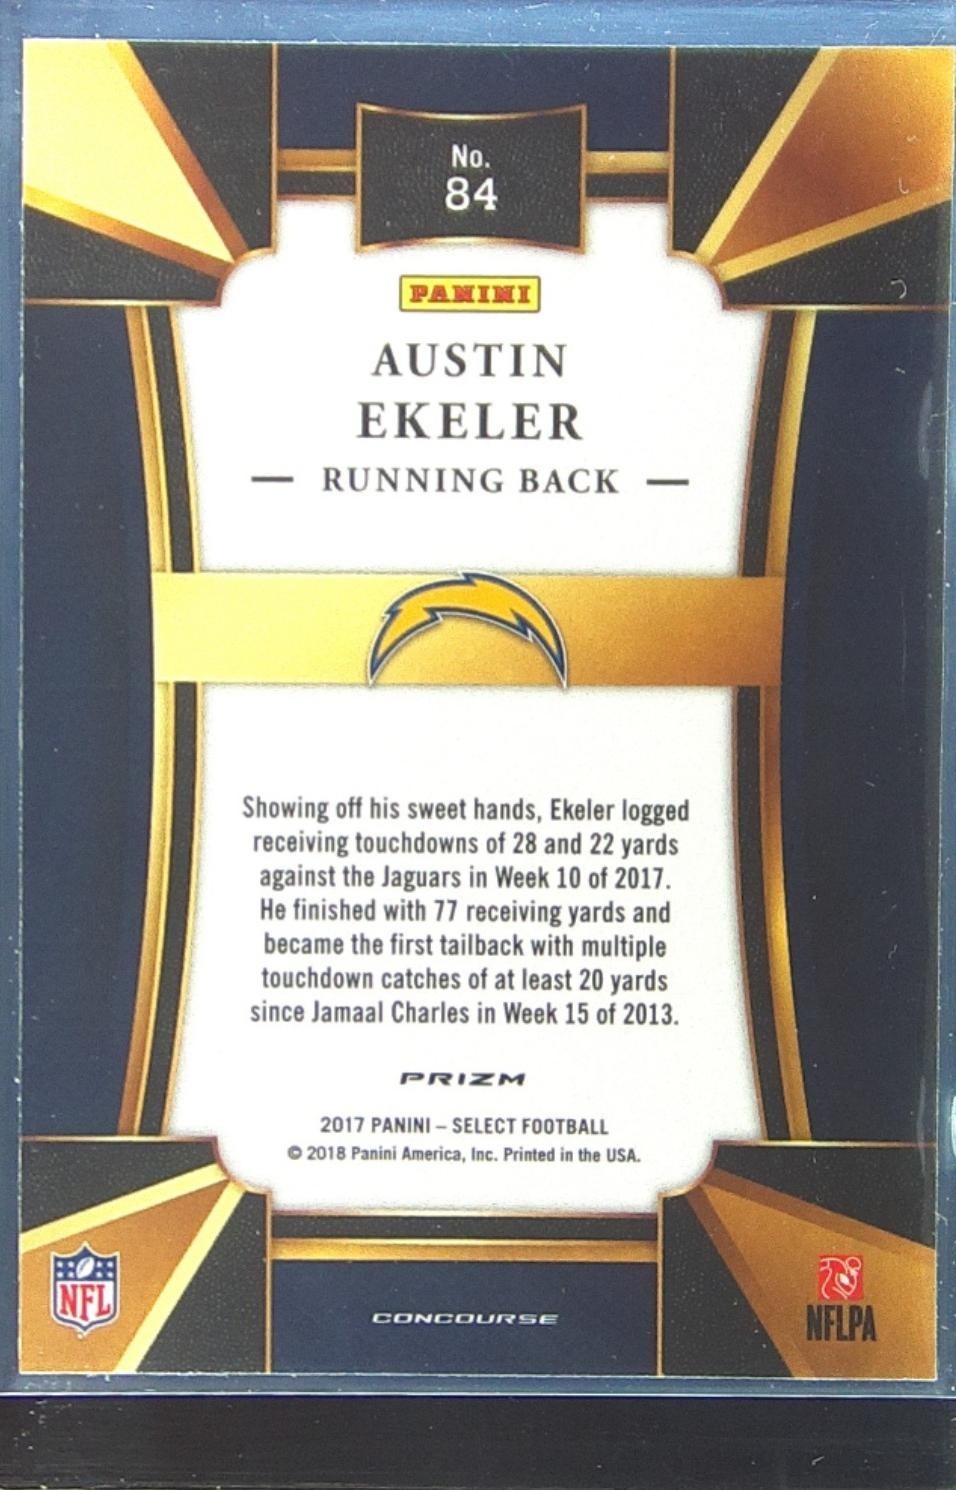 No.
84
PANINI
AUSTIN
EKELER
— RUNNING BACK —
Showing off his sweet hands, Ekeler logged
receiving touchdowns of 28 and 22 yards
against the Jaguars in Week 10 of 2017.
He finished with 77 receiving yards and
became the first tailback with multiple
touchdown catches of at least 20 yards
since Jamaal Charles in Week 15 of 2013.
PRIZM
2017 PANINI – SELECT FOOTBALL
© 2018 Panini America, Inc. Printed in the USA.
NFL
CONCOURSE
NFLPA